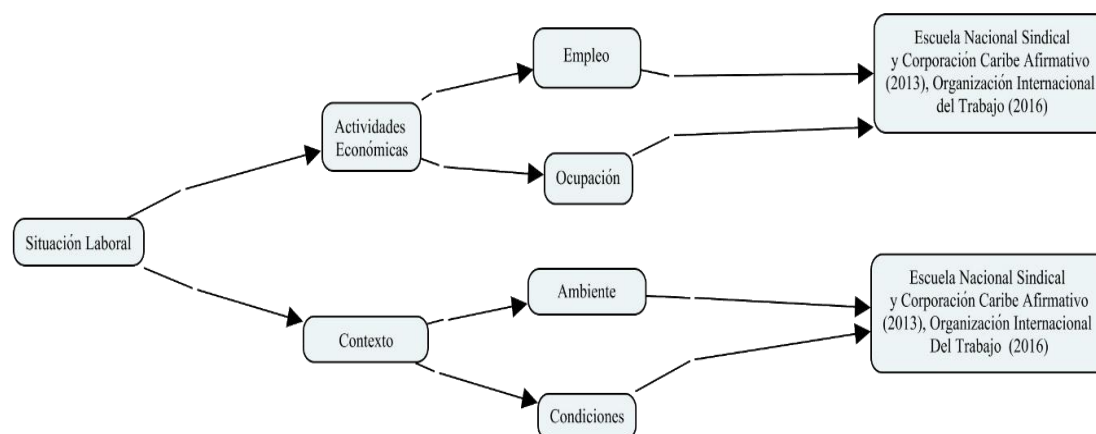 Situación Laboral
Actividades
Económicas
Empleo
Ocupación
Escuela Nacional Sindical
y Corporación Caribe Afirmativo
(2013), Organización Internacional
del Trabajo (2016)
Contexto
Ambiente
Condiciones
Escuela Nacional Sindical
y Corporación Caribe Afirmativo
(2013), Organización Internacional
Del Trabajo (2016)